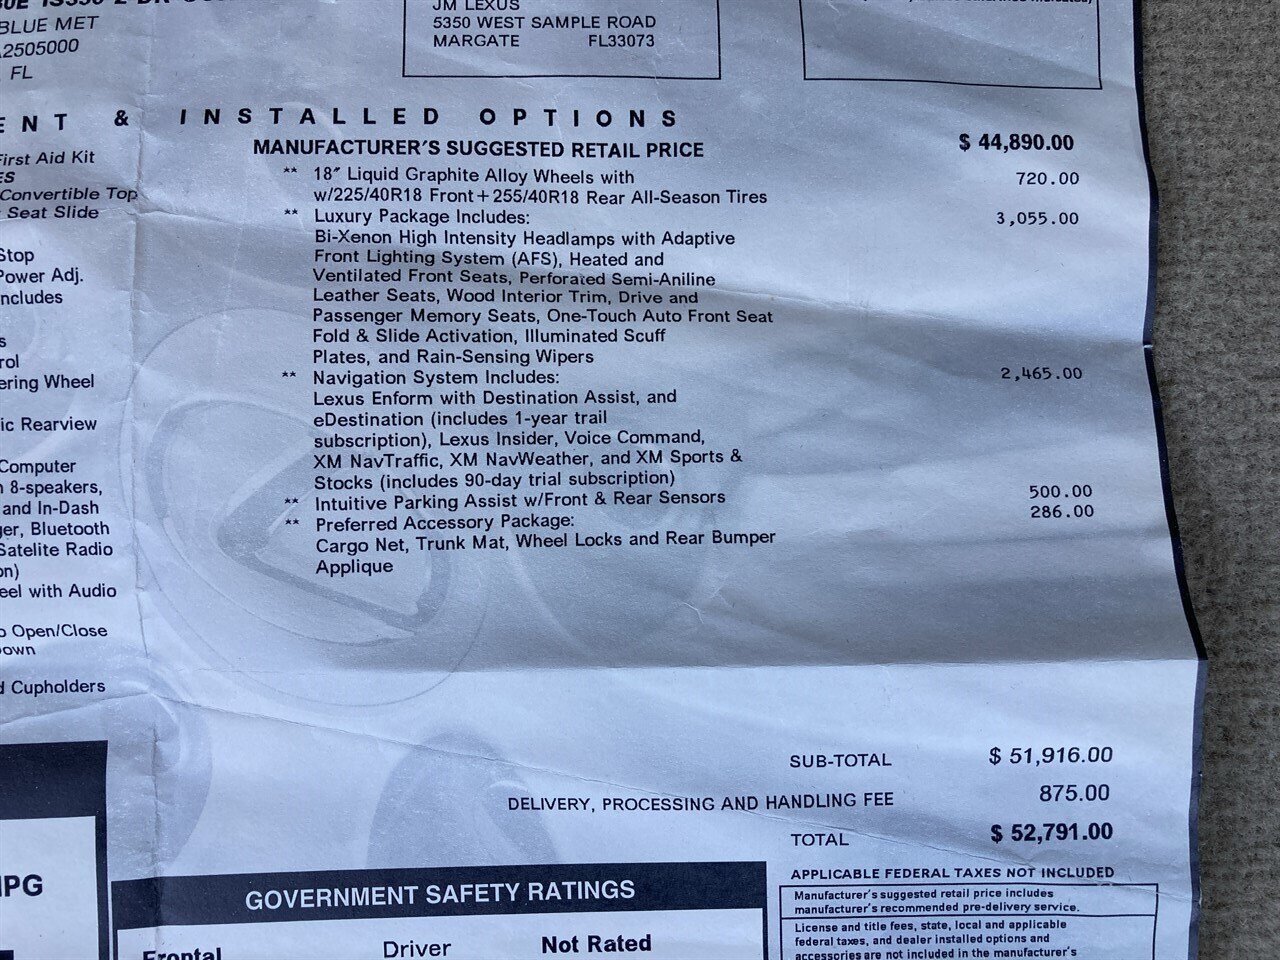 BLUE MET
JM LEXUS
5350 WEST SAMPLE ROAD
MARGATE FL33073
2505000
FL
ENT & INSTALLED OPTIONS
MANUFACTURER'S SUGGESTED RETAIL PRICE $ 44,890.00
** 18" Liquid Graphite Alloy Wheels with 720.00
w/225/40R18 Front+255/40R18 Rear All-Season Tires
** Luxury Package Includes: 3,055.00
Bi-Xenon High Intensity Headlamps with Adaptive
Front Lighting System (AFS), Heated and
Ventilated Front Seats, Perforated Semi-Aniline
Leather Seats, Wood Interior Trim, Drive and
Passenger Memory Seats, One-Touch Auto Front Seat
Fold & Slide Activation, Illuminated Scuff
Plates, and Rain-Sensing Wipers
** Navigation System Includes: 2,465.00
Lexus Enform with Destination Assist, and
eDestination (includes 1-year trail
subscription), Lexus Insider, Voice Command,
XM NavTraffic, XM NavWeather, and XM Sports &
Stocks (includes 90-day trial subscription)
** Intuitive Parking Assist w/Front & Rear Sensors 500.00
** Preferred Accessory Package: 286.00
Cargo Net, Trunk Mat, Wheel Locks and Rear Bumper
Applique
First Aid Kit
ES
Convertible Top
Seat Slide
Stop
Power Adj.
ncludes
s
rol
ering Wheel
ic Rearview
Computer
8-speakers,
and In-Dash
ger, Bluetooth
Satelite Radio
on)
eel with Audio
o Open/Close
own
d Cupholders
SUB-TOTAL $ 51,916.00
DELIVERY, PROCESSING AND HANDLING FEE 875.00
TOTAL $ 52,791.00
APPLICABLE FEDERAL TAXES NOT INCLUDED
Manufacturer's suggested retail price includes
manufacturer's recommended pre-delivery service.
License and title fees, state, local and applicable
federal taxes, and dealer installed options and
accessories are not included in the manufacturer's
MPG
GOVERNMENT SAFETY RATINGS
Frontal Driver Not Rated